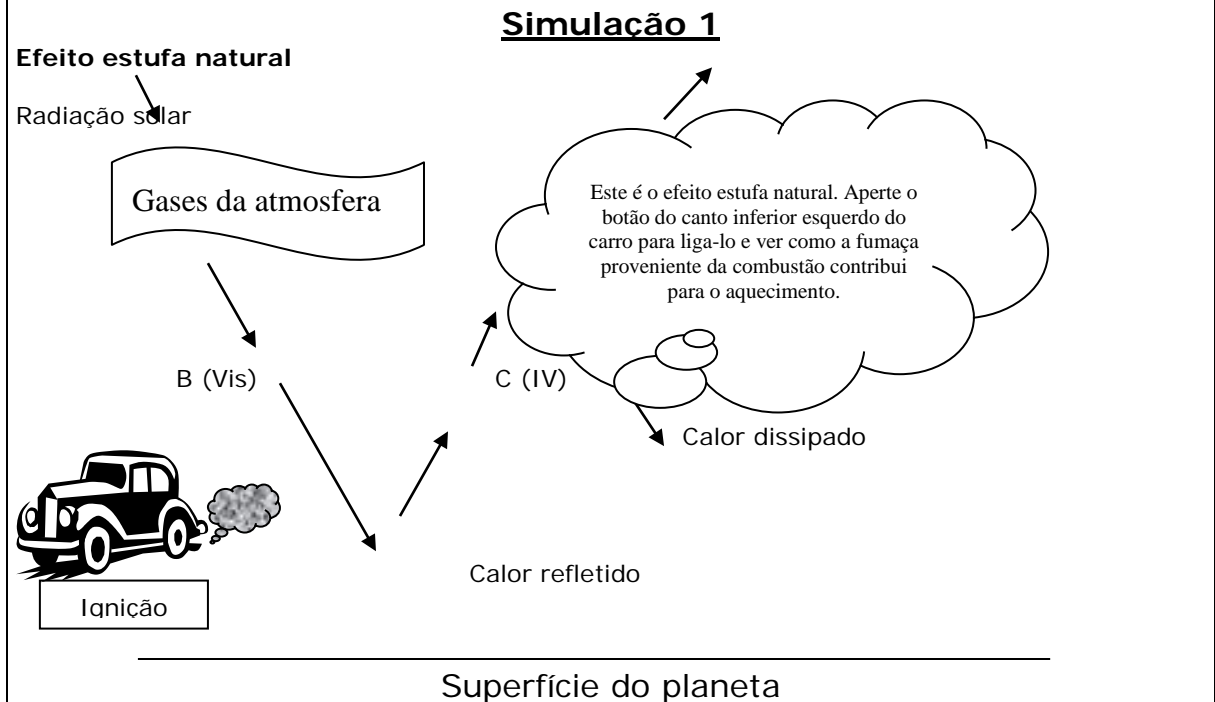 Simulação 1
Efeito estufa natural
Radiação solar
Gases da atmosfera
Este é o efeito estufa natural. Aperte o
botão do canto inferior esquerdo do
carro para liga-lo e ver como a fumaça
proveniente da combustão contribui
para o aquecimento.
B (Vis)
C (IV)
Calor dissipado
Calor refletido
Ignição
Superfície do planeta